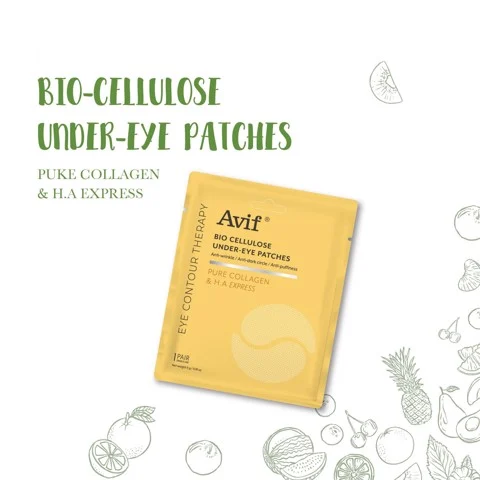 BIO-CELLULOSE
UNDER-EYE PATCHES
PUKE COLLAGEN
& H.A EXPRESS
EYE CONTOUR THERAPY
Avif®
BIO CELLULOSE
UNDER-EYE PATCHES
Anti-wrinkle / Anti-dark circle / Anti-puffiness
PURE COLLAGEN
& H.A EXPRESS
1 PAIR